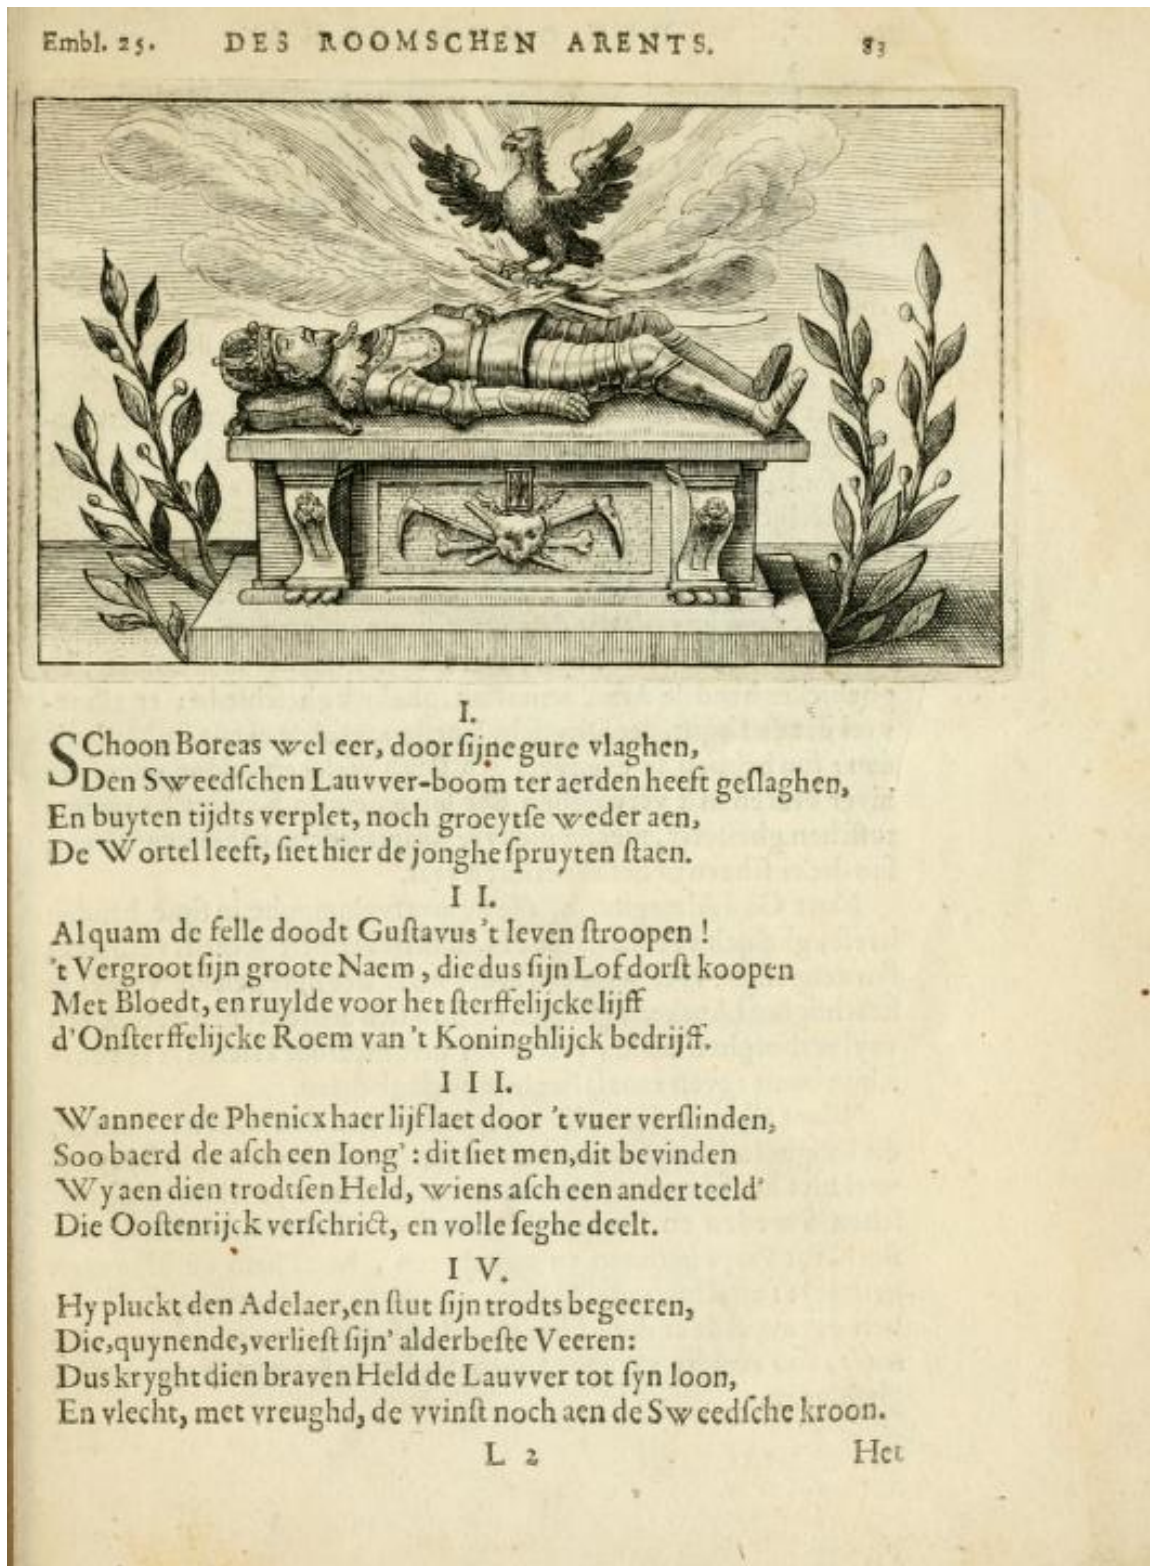 Embl. 25. DES ROOMSCHEN ARENTS. 83
I.
SChoon Boreas wel eer, door ſijne gure vlaghen,
Den Sweedſchen Lauvver-boom ter aerden heeft geſlaghen,
En buyten tijdts verplet, noch groeytſe weder aen,
De Wortel leeft, ſiet hier de jonghe ſpruyten ſtaen.
I I.
Al quam de felle doodt Guſtavus 't leven ſtroopen !
't Vergroot ſijn groote Naem, die dus ſijn Lof dorſt koopen
Met Bloedt, en ruylde voor het ſterffelijcke lijff
d'Onſterffelijcke Roem van 't Koninghlijck bedrijff.
I I I.
Wanneer de Phenicx haer lijf laet door 't vuer verſlinden,
Soo baerd de aſch een Iong' : dit ſiet men, dit bevinden
Wy aen dien trodtſen Held, wiens aſch een ander teeld'
Die Ooſtenrijck verſchrict, en volle ſeghe deelt.
I V.
Hy pluckt den Adelaer, en ſtut ſijn trodts begeeren,
Die, quynende, verlieſt ſijn' alderbeſte Veeren:
Dus kryght dien braven Held de Lauvver tot ſyn loon,
En vlecht, met vreughd, de vvinſt noch aen de Sweedſche kroon.
L 2 Het